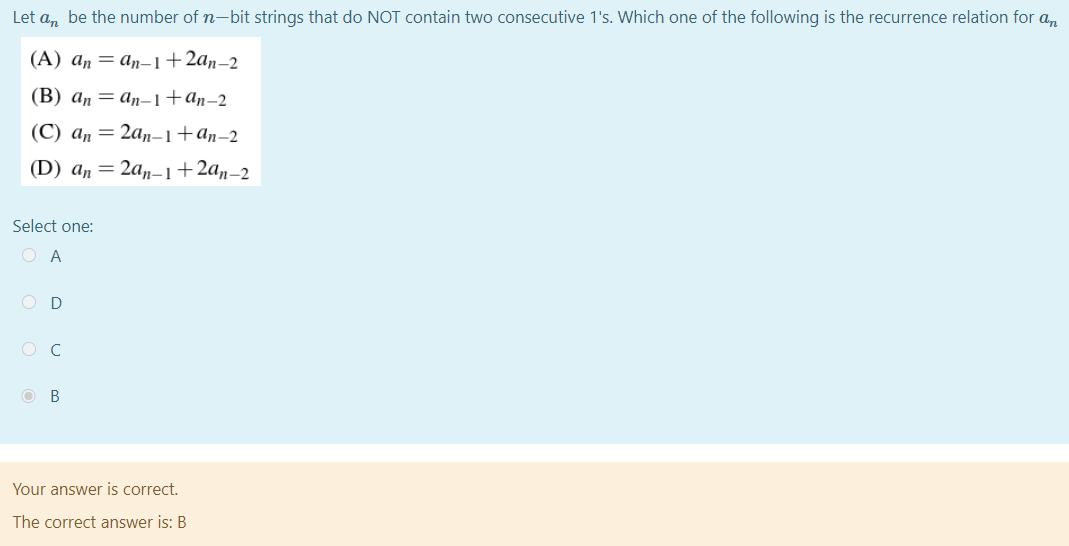 Let aₙ be the number of n−bit strings that do NOT contain two consecutive 1's. Which one of the following is the recurrence relation for aₙ
(A) aₙ = aₙ₋₁ + 2aₙ₋₂
(B) aₙ = aₙ₋₁ + aₙ₋₂
(C) aₙ = 2aₙ₋₁ + aₙ₋₂
(D) aₙ = 2aₙ₋₁ + 2aₙ₋₂
Select one:
A
D
C
B
Your answer is correct.
The correct answer is: B